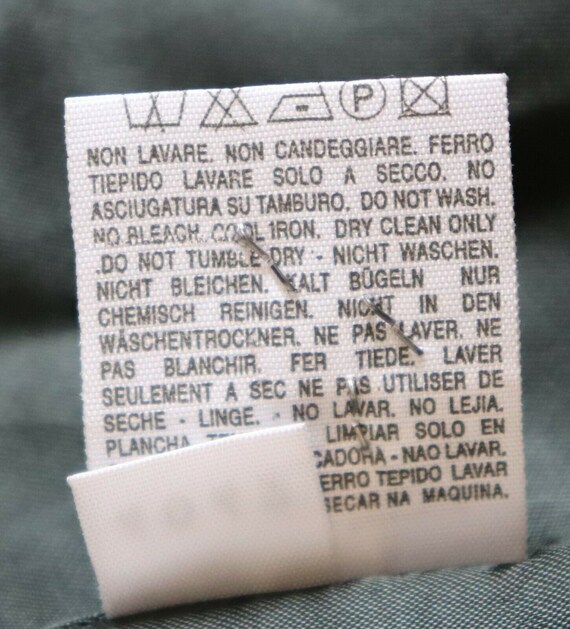 P
NON LAVARE. NON CANDEGGIARE. FERRO
TIEPIDO LAVARE SOLO A SECCO. NO
ASCIUGATURA SU TAMBURO. DO NOT WASH.
NO BLEACH. COOL IRON. DRY CLEAN ONLY
.DO NOT TUMBLE DRY - NICHT WASCHEN.
NICHT BLEICHEN. KALT BÜGELN NUR
CHEMISCH REINIGEN. NICHT IN DEN
WÄSCHENTROCKNER. NE PAS LAVER. NE
PAS BLANCHIR. FER TIEDE. LAVER
SEULEMENT A SEC NE PAS UTILISER DE
SECHE - LINGE. - NO LAVAR. NO LEJIA.
PLANCHA LIMPIAR SOLO EN
CADORA - NAO LAVAR.
ERRO TEPIDO LAVAR
SECAR NA MAQUINA.